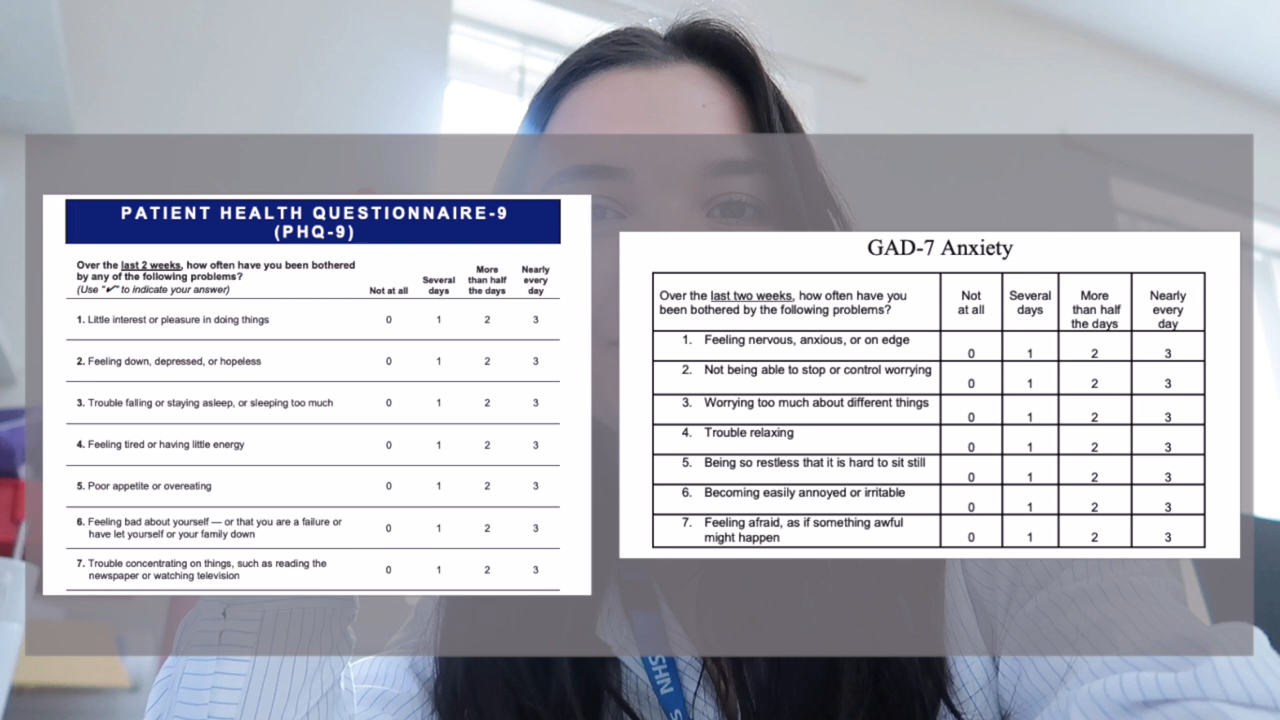 PATIENT HEALTH QUESTIONNAIRE-9
(PHQ-9)
Over the last 2 weeks, how often have you been bothered
by any of the following problems?
(Use "✔" to indicate your answer)
Not at all
Several
days
More
than half
the days
Nearly
every
day
1. Little interest or pleasure in doing things 0 1 2 3
2. Feeling down, depressed, or hopeless 0 1 2 3
3. Trouble falling or staying asleep, or sleeping too much 0 1 2 3
4. Feeling tired or having little energy 0 1 2 3
5. Poor appetite or overeating 0 1 2 3
6. Feeling bad about yourself — or that you are a failure or
have let yourself or your family down 0 1 2 3
7. Trouble concentrating on things, such as reading the
newspaper or watching television 0 1 2 3
GAD-7 Anxiety
Over the last two weeks, how often have you
been bothered by the following problems?
Not
at all
Several
days
More
than half
the days
Nearly
every
day
1. Feeling nervous, anxious, or on edge 0 1 2 3
2. Not being able to stop or control worrying 0 1 2 3
3. Worrying too much about different things 0 1 2 3
4. Trouble relaxing 0 1 2 3
5. Being so restless that it is hard to sit still 0 1 2 3
6. Becoming easily annoyed or irritable 0 1 2 3
7. Feeling afraid, as if something awful
might happen 0 1 2 3
NHS